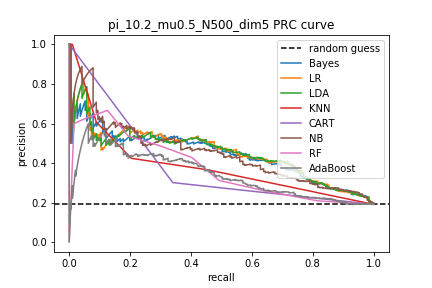 pi_10.2_mu0.5_N500_dim5 PRC curve
precision
1.0
0.8
0.6
0.4
0.2
0.0
random guess
Bayes
LR
LDA
KNN
CART
NB
RF
AdaBoost
0.0 0.2 0.4 0.6 0.8 1.0
recall